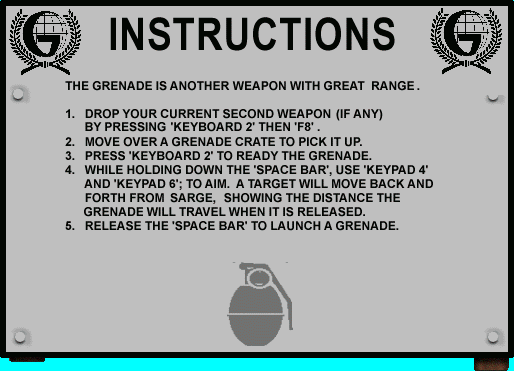 INSTRUCTIONS
THE GRENADE IS ANOTHER WEAPON WITH GREAT RANGE .
1. DROP YOUR CURRENT SECOND WEAPON (IF ANY)
BY PRESSING 'KEYBOARD 2' THEN 'F8' .
2. MOVE OVER A GRENADE CRATE TO PICK IT UP.
3. PRESS 'KEYBOARD 2' TO READY THE GRENADE.
4. WHILE HOLDING DOWN THE 'SPACE BAR', USE 'KEYPAD 4'
AND 'KEYPAD 6'; TO AIM. A TARGET WILL MOVE BACK AND
FORTH FROM SARGE, SHOWING THE DISTANCE THE
GRENADE WILL TRAVEL WHEN IT IS RELEASED.
5. RELEASE THE 'SPACE BAR' TO LAUNCH A GRENADE.